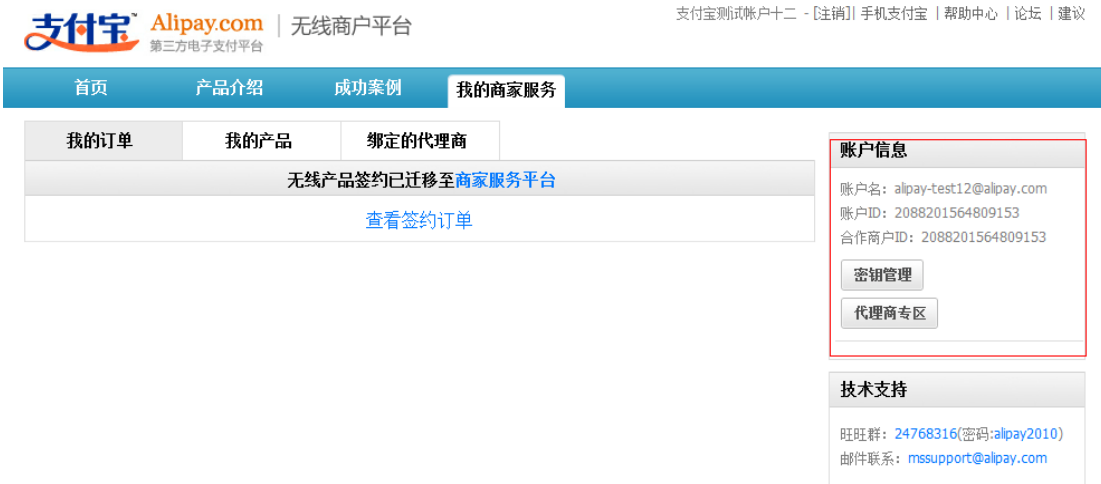 支付宝™ Alipay.com 无线商户平台
第三方电子支付平台
支付宝测试帐户十二 - [注销]| 手机支付宝 | 帮助中心 | 论坛 | 建议
首页 产品介绍 成功案例 我的商家服务
我的订单 我的产品 绑定的代理商
无线产品签约已迁移至商家服务平台
查看签约订单
账户信息
账户名: alipay-test12@alipay.com
账户ID: 2088201564809153
合作商户ID: 2088201564809153
密钥管理
代理商专区
技术支持
旺旺群: 24768316(密码:alipay2010)
邮件联系: mssupport@alipay.com